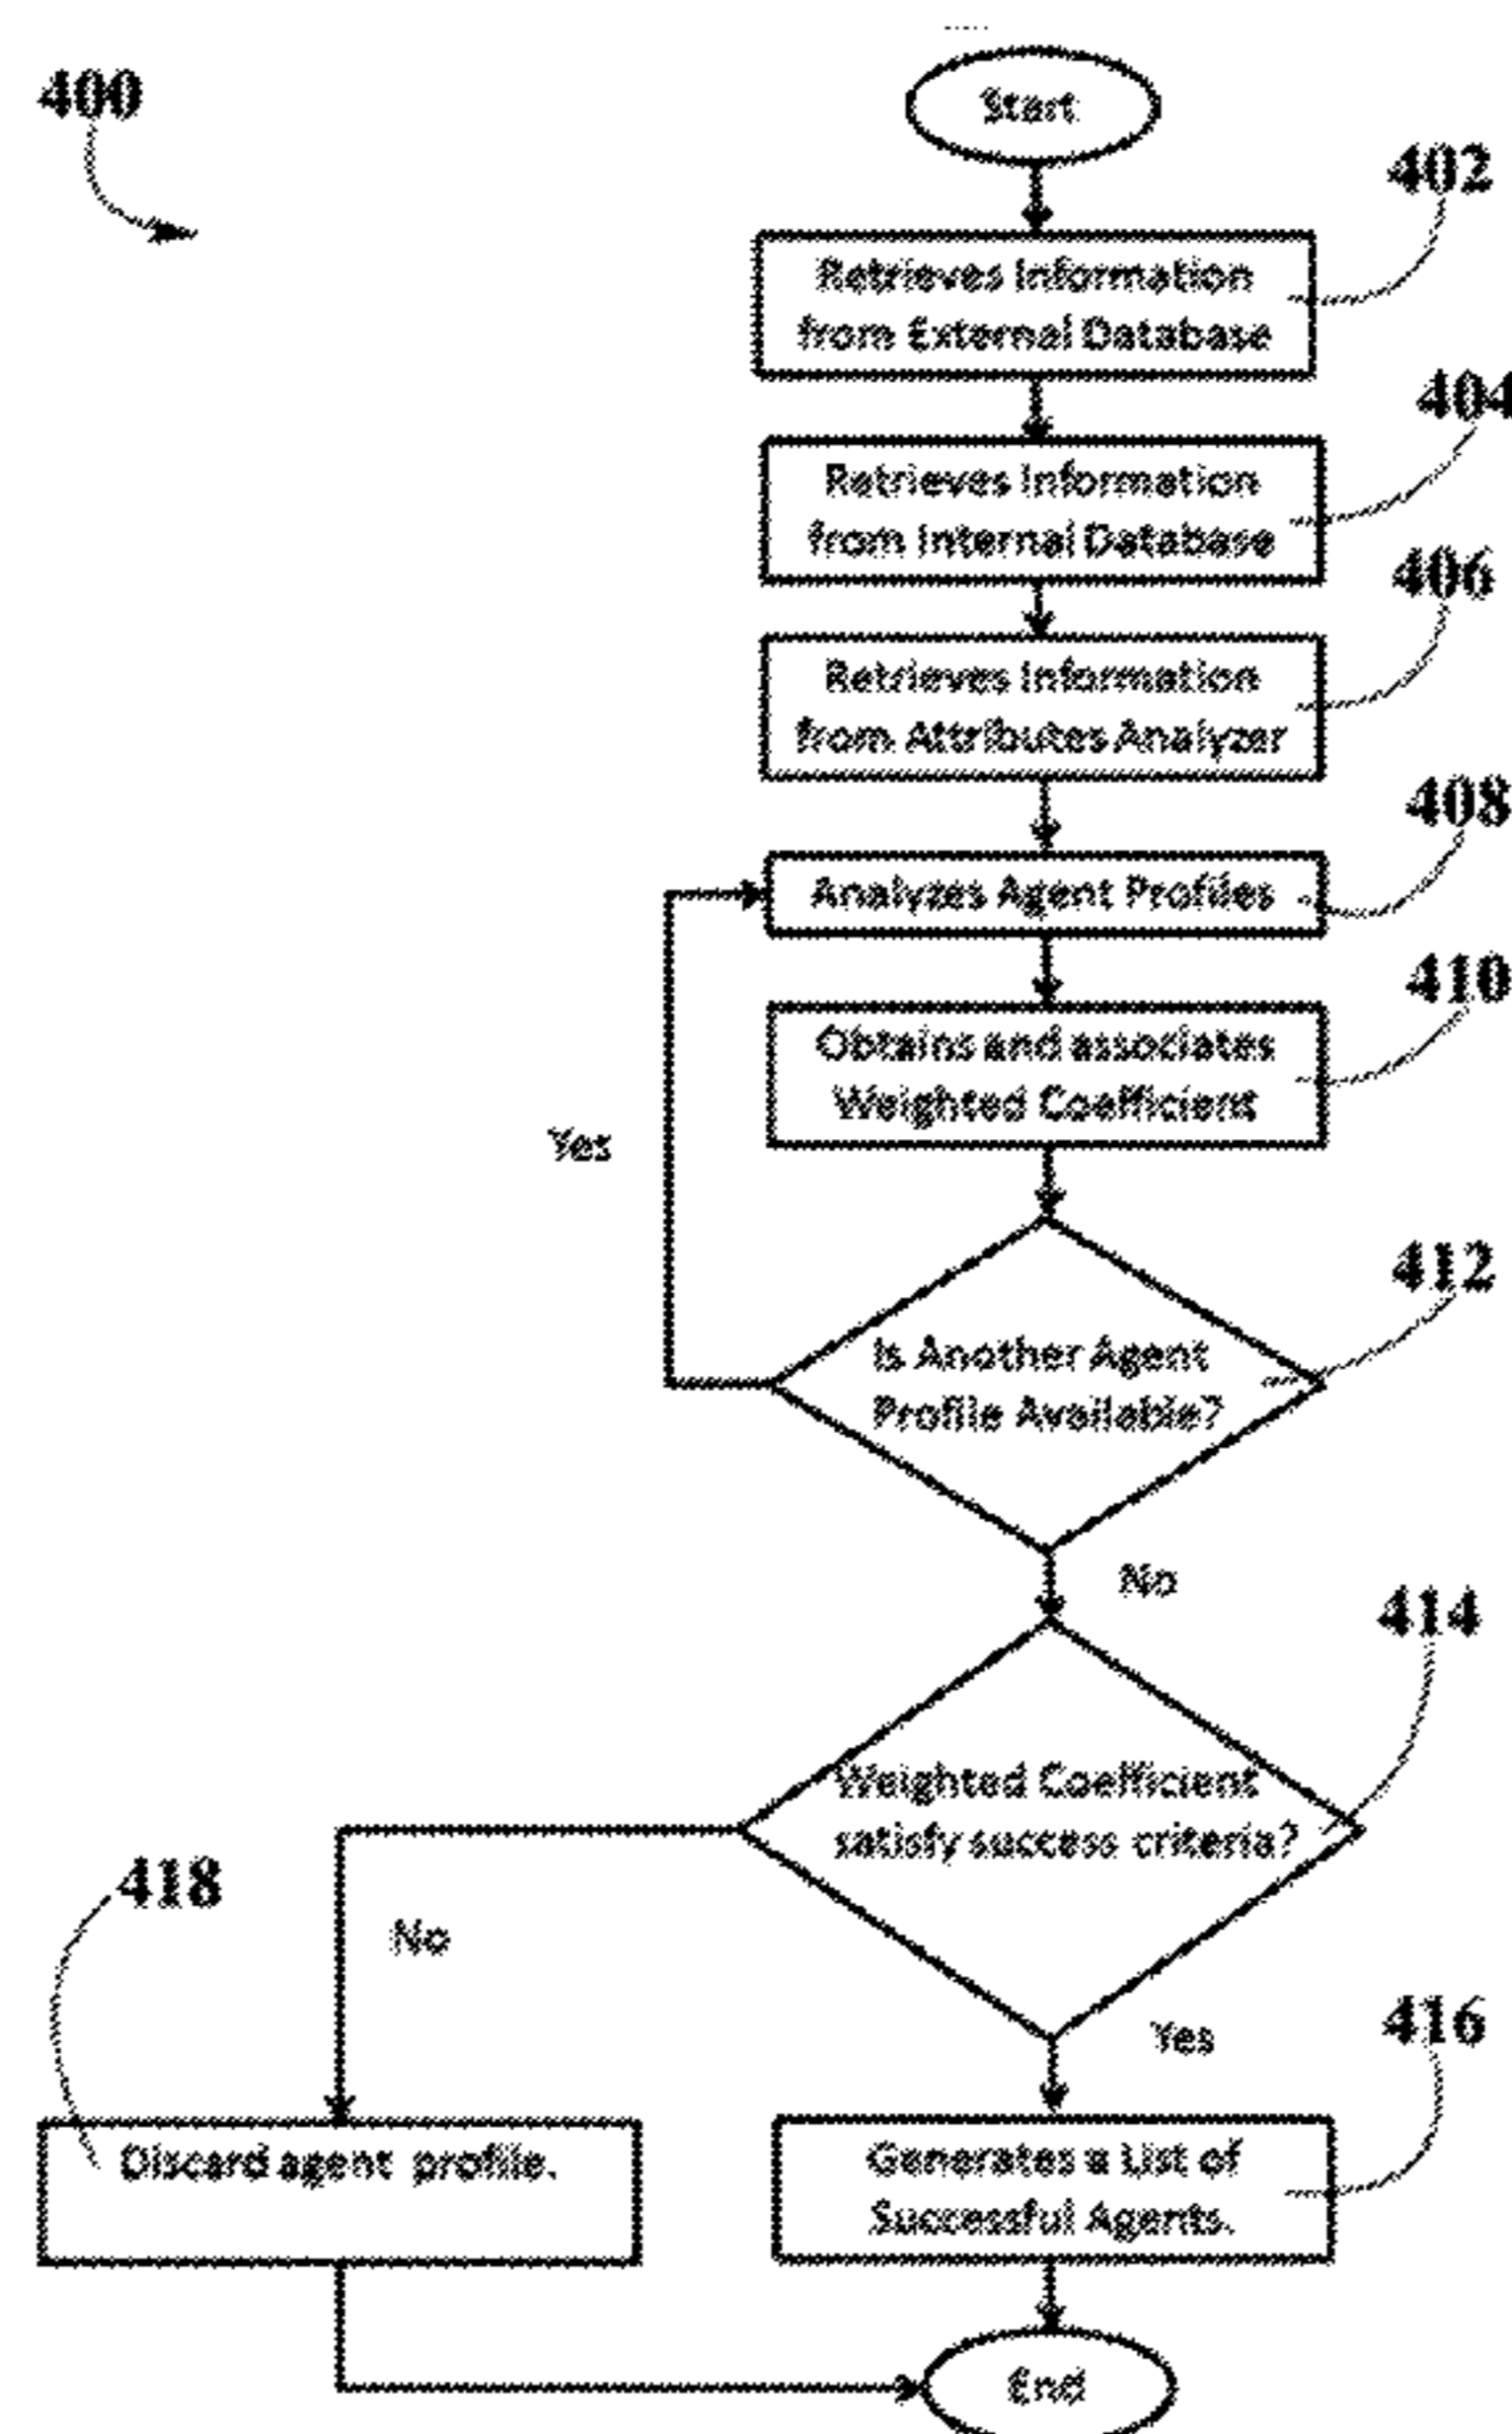 400
Start
402
Retrieves Information
from External Database
404
Retrieves Information
from Internal Database
406
Retrieves Information
from Attributes Analyzer
408
Analyzes Agent Profiles
410
Obtains and associates
Weighted Coefficient
Yes
412
Is Another Agent
Profile Available?
No
414
Weighted Coefficient
satisfy success criteria?
418
No
Yes
416
Discard agent profile.
Generates a List of
Successful Agents.
End